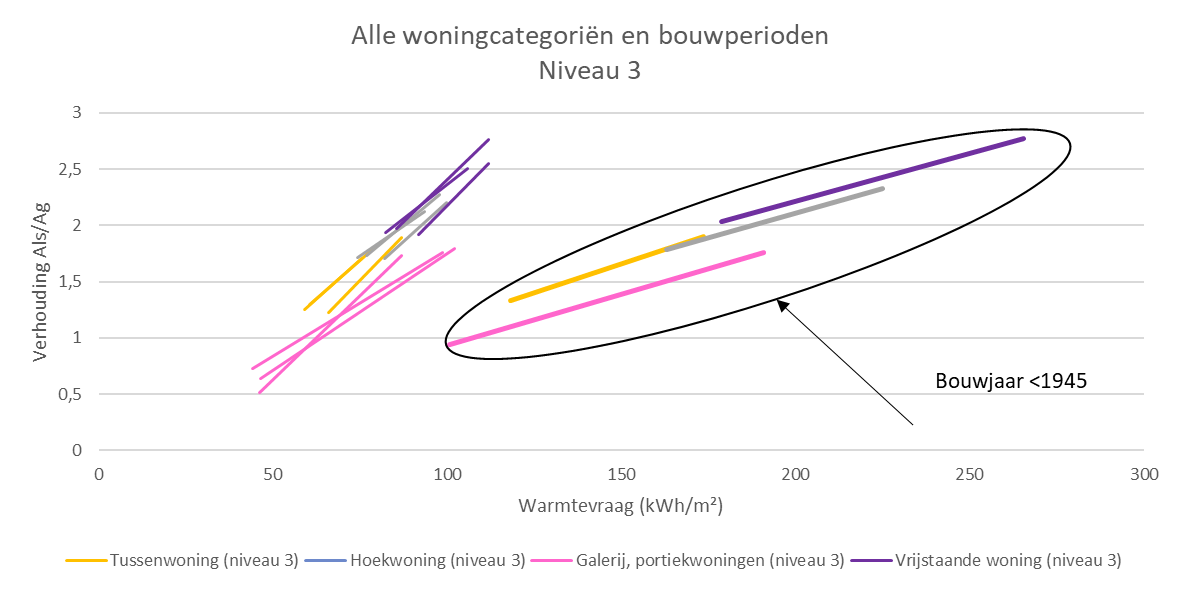 Alle woningcategoriën en bouwperioden
Niveau 3
3
2,5
2
1,5
1
0,5
0
Verhouding Als/Ag
Bouwjaar <1945
0 50 100 150 200 250 300
Warmtevraag (kWh/m²)
Tussenwoning (niveau 3) Hoekwoning (niveau 3) Galerij, portiekwoningen (niveau 3) Vrijstaande woning (niveau 3)